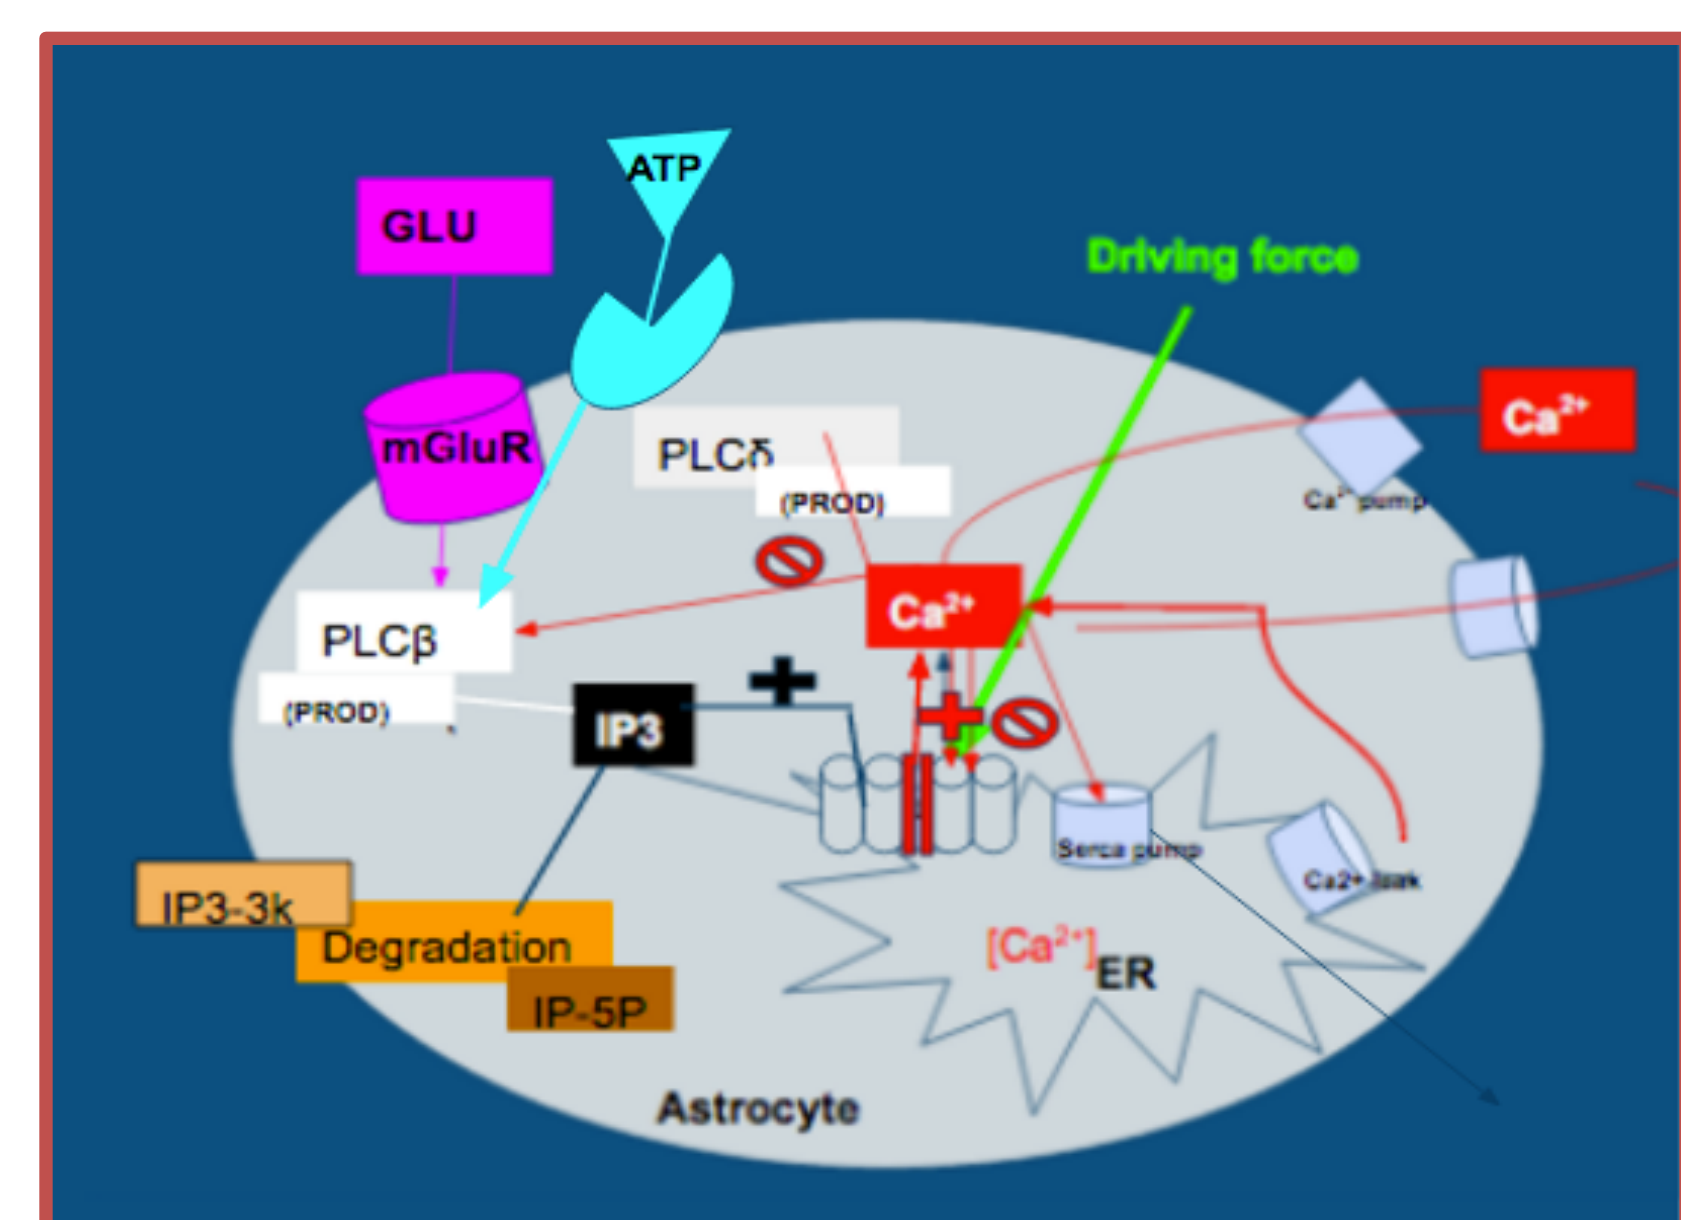 ATP
GLU
Driving force
Ca²⁺
mGluR
PLCδ
(PROD)
Ca²⁺ pump
Ca²⁺
PLCβ
(PROD)
IP3
Serca pump
Ca2+ leak
IP3-3k
Degradation
[Ca²⁺]ER
IP-5P
Astrocyte